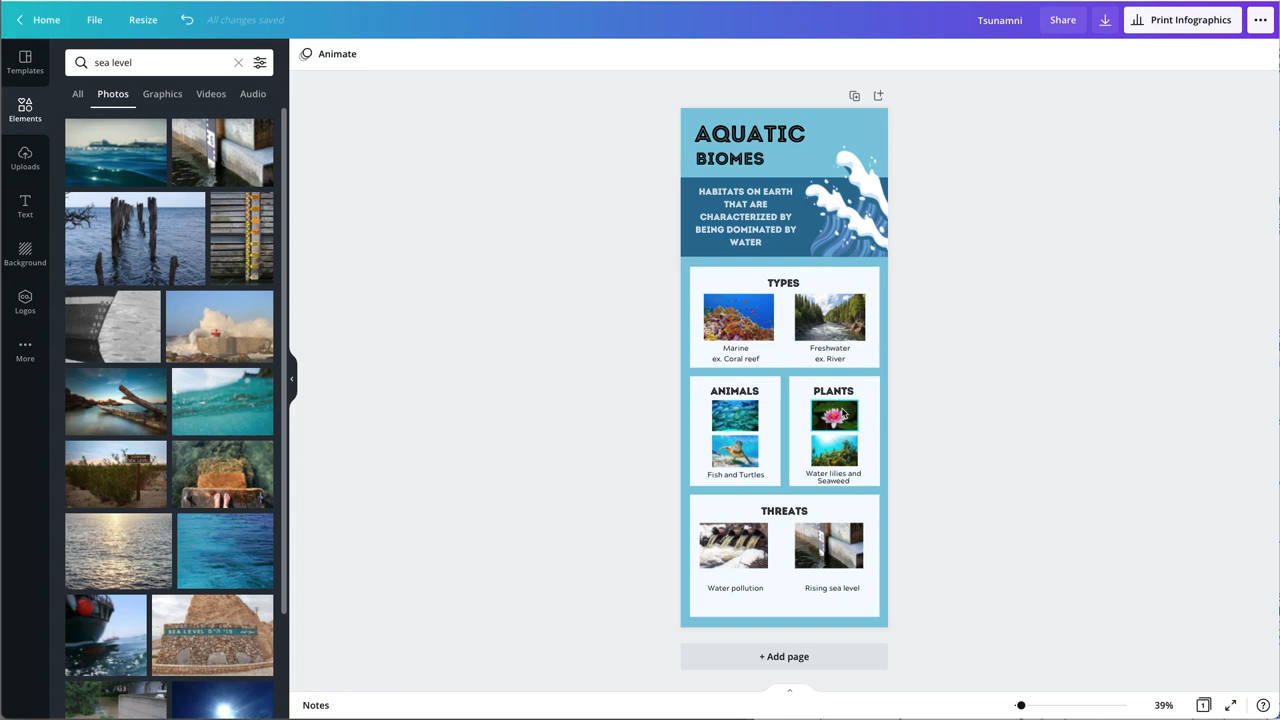 Home
File
Resize
All changes saved
Tsunamni
Share
Print Infographics
Templates
Elements
Uploads
Text
Background
CO.
Logos
More
sea level
All
Photos
Graphics
Videos
Audio
Animate
AQUATIC
BIOMES
HABITATS ON EARTH
THAT ARE
CHARACTERIZED BY
BEING DOMINATED BY
WATER
TYPES
Marine
ex. Coral reef
Freshwater
ex. River
ANIMALS
Fish and Turtles
PLANTS
Water lilies and
Seaweed
THREATS
Water pollution
Rising sea level
+ Add page
Notes
39%
1